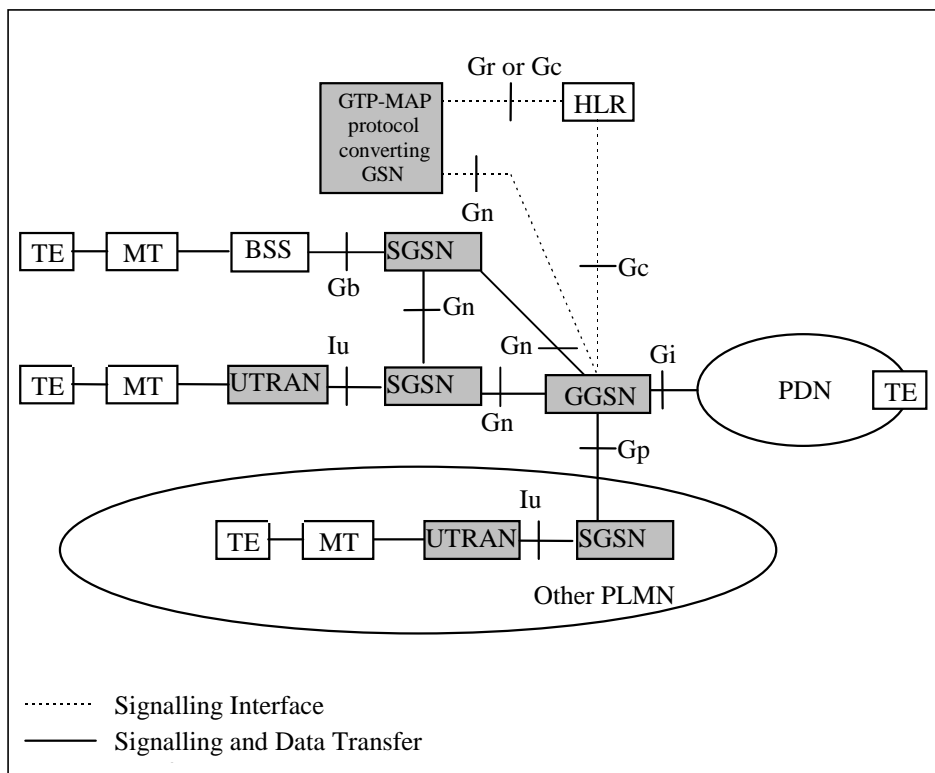 Gr or Gc
GTP-MAP
protocol
converting
GSN
HLR
Gn
TE
MT
BSS
SGSN
Gb
Gc
Gn
Gn
Iu
Gi
TE
MT
UTRAN
SGSN
Gn
GGSN
PDN
TE
Gp
Iu
TE
MT
UTRAN
SGSN
Other PLMN
Signalling Interface
Signalling and Data Transfer